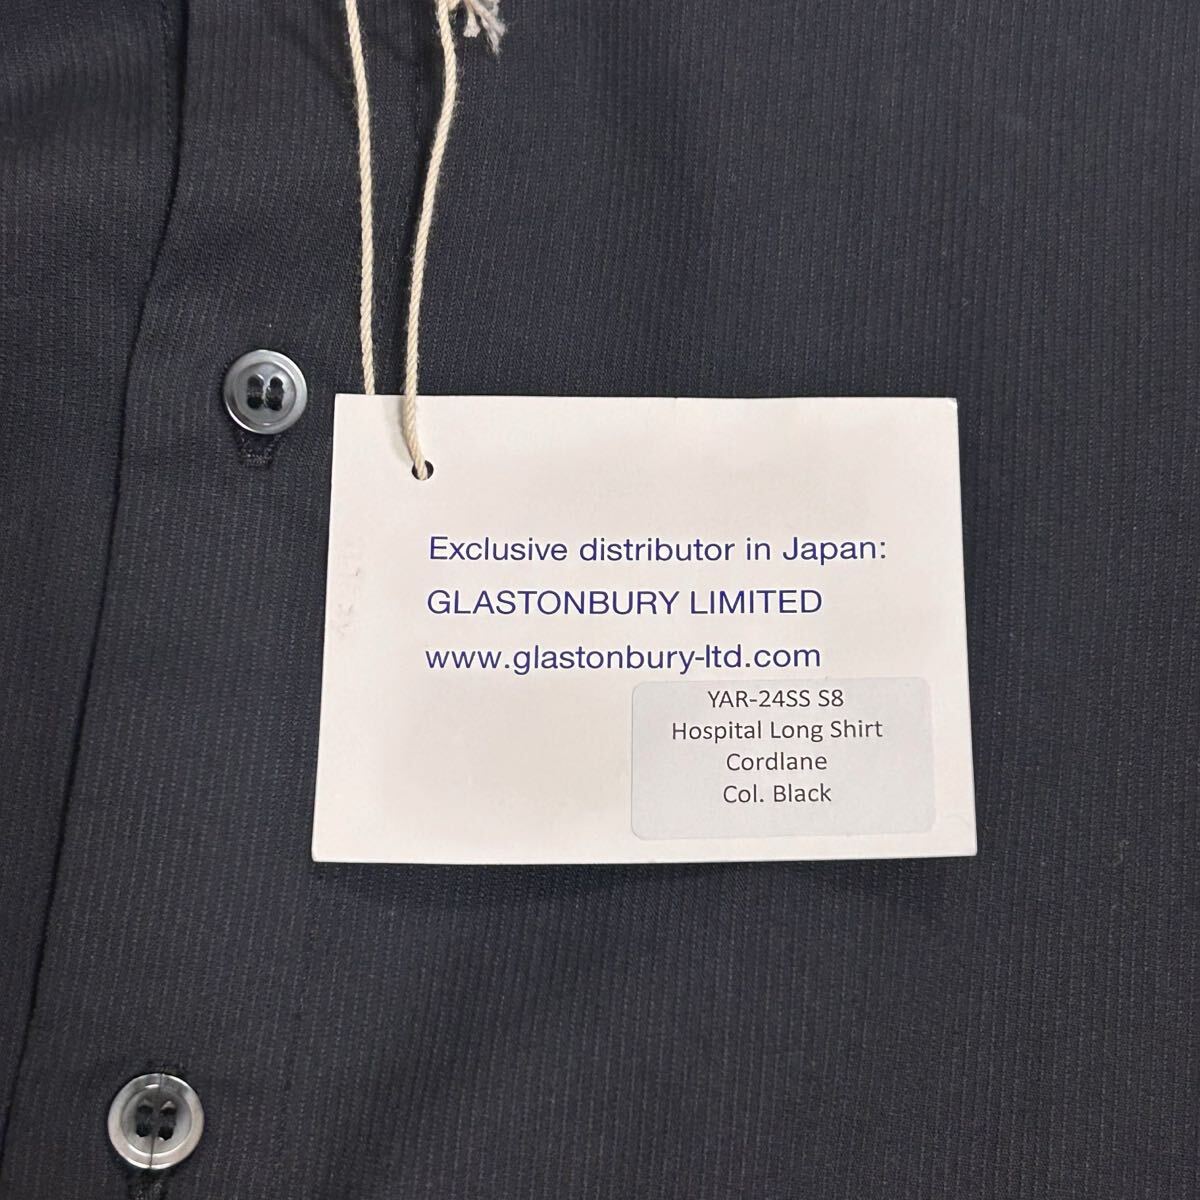 Exclusive distributor in Japan:
GLASTONBURY LIMITED
www.glastonbury-ltd.com
YAR-24SS S8
Hospital Long Shirt
Cordlane
Col. Black